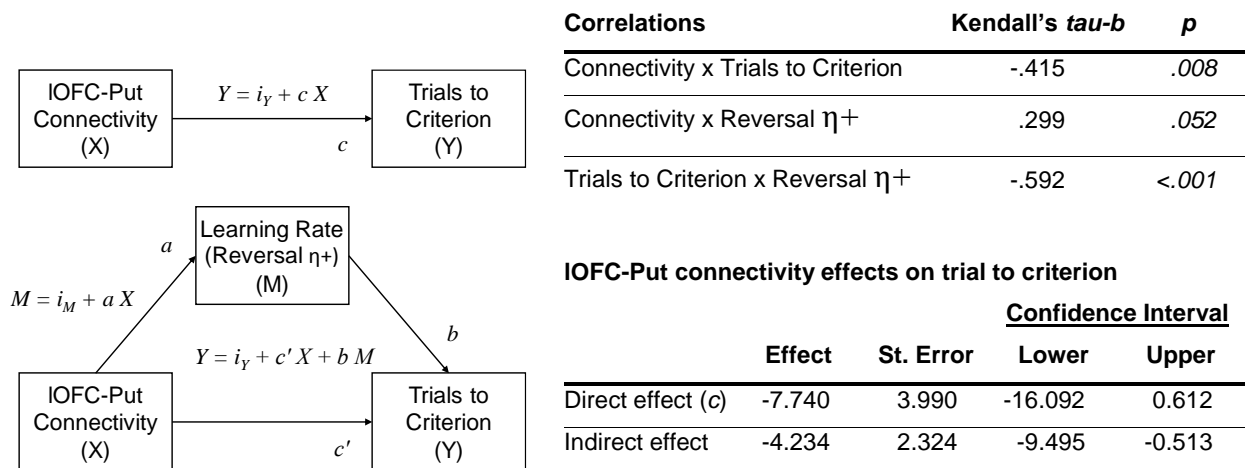 lOFC-Put
Connectivity
(X)
Y = i_Y + c X
c
Trials to
Criterion
(Y)
Learning Rate
(Reversal η+)
(M)
a
M = i_M + a X
b
Y = i_Y + c' X + b M
lOFC-Put
Connectivity
(X)
c'
Trials to
Criterion
(Y)
Correlations Kendall's tau-b p
Connectivity x Trials to Criterion -.415 .008
Connectivity x Reversal η+ .299 .052
Trials to Criterion x Reversal η+ -.592 <.001
lOFC-Put connectivity effects on trial to criterion
Confidence Interval
Effect St. Error Lower Upper
Direct effect (c) -7.740 3.990 -16.092 0.612
Indirect effect -4.234 2.324 -9.495 -0.513